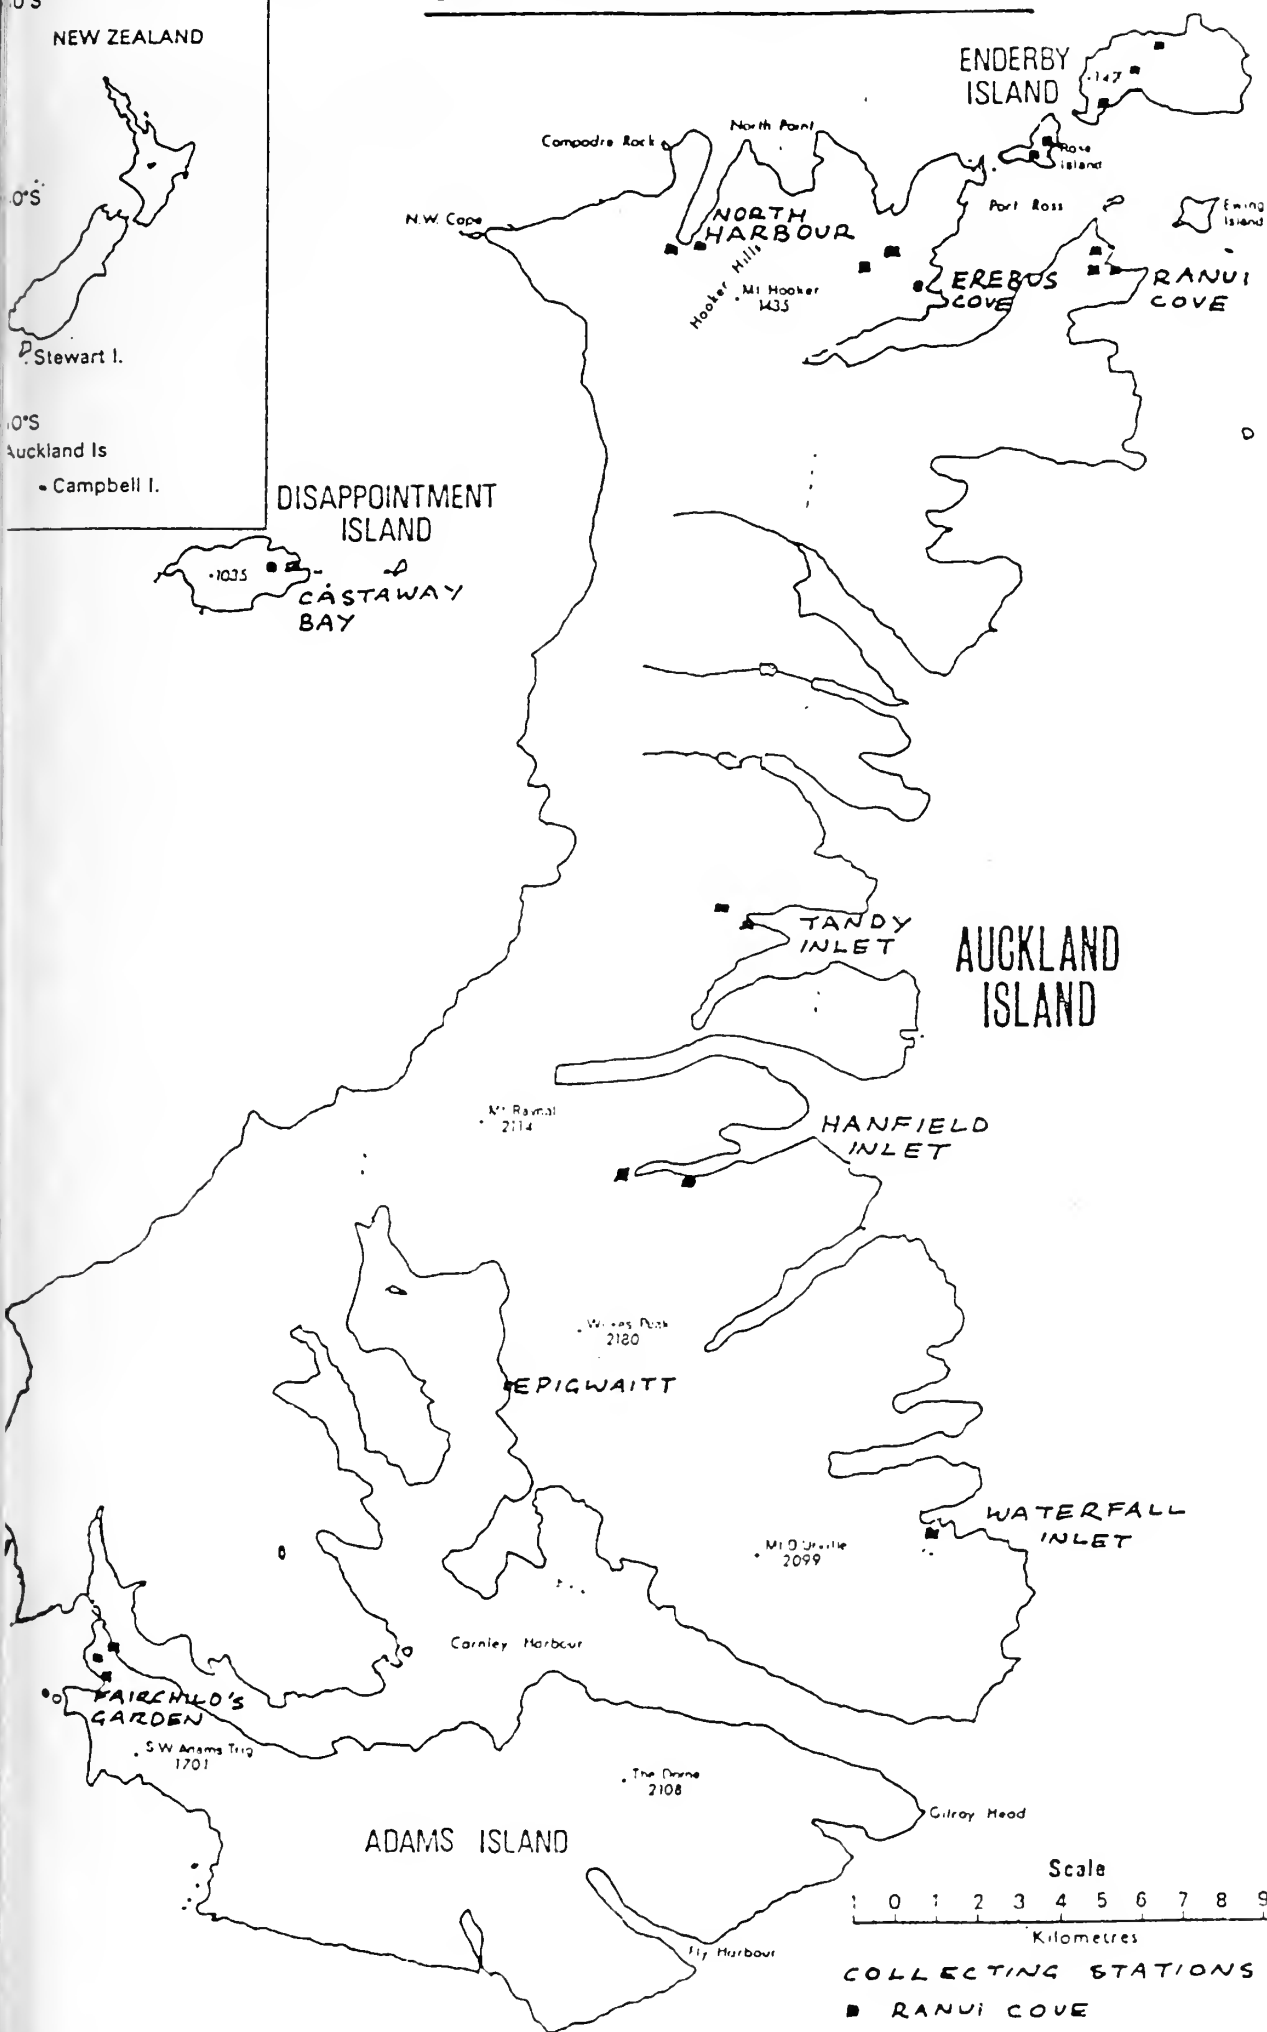 NEW ZEALAND
Stewart I.
Auckland Is
Campbell I.
ENDERBY
ISLAND
147
Compadre Rock
North Point
Rose
Island
N.W. Cape
NORTH
HARBOUR
Port Ross
Ewing
Island
Hooker Hills
Mt Hooker
1435
EREBUS
COVE
RANUI
COVE
DISAPPOINTMENT
ISLAND
1035
CASTAWAY
BAY
TANDY
INLET
AUCKLAND
ISLAND
Mt Raynal
2114
HANFIELD
INLET
Peak
2180
EPIGWAITT
WATERFALL
INLET
Mt D'Urville
2099
Carnley Harbour
FAIRCHILD'S
GARDEN
S W Adams Trig
1701
The Dome
2108
Gilroy Head
ADAMS ISLAND
Fly Harbour
Scale
1 0 1 2 3 4 5 6 7 8 9
Kilometres
COLLECTING STATIONS
RANUI COVE